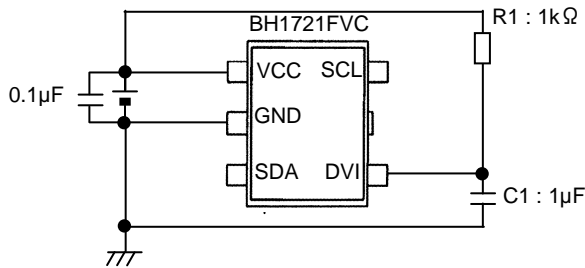 R1 : 1kΩ
BH1721FVC
VCC SCL
0.1µF
GND
SDA DVI
C1 : 1µF